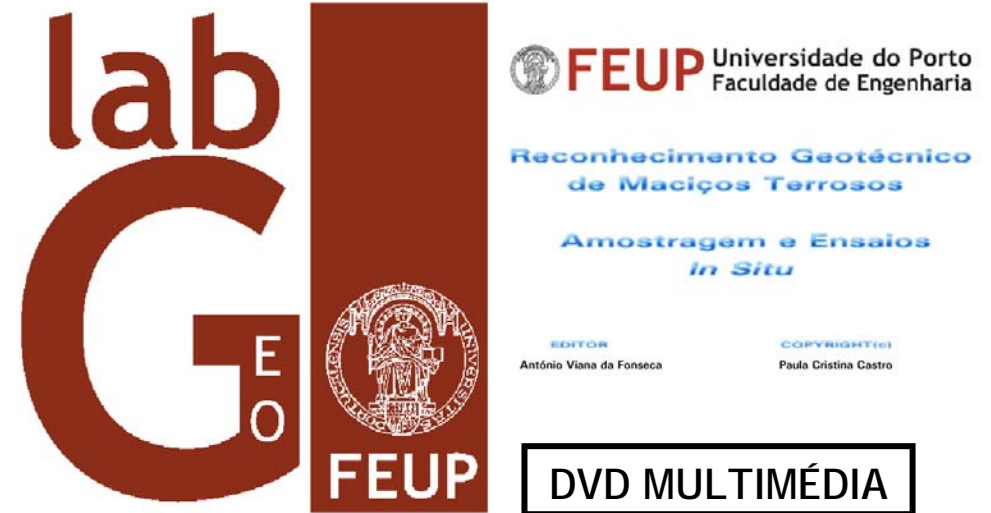 lab
G
E
O
FEUP
FEUP Universidade do Porto
Faculdade de Engenharia
Reconhecimento Geotécnico
de Maciços Terrosos
Amostragem e Ensaios
In Situ
EDITOR
António Viana da Fonseca
COPYRIGHT(c)
Paula Cristina Castro
DVD MULTIMÉDIA